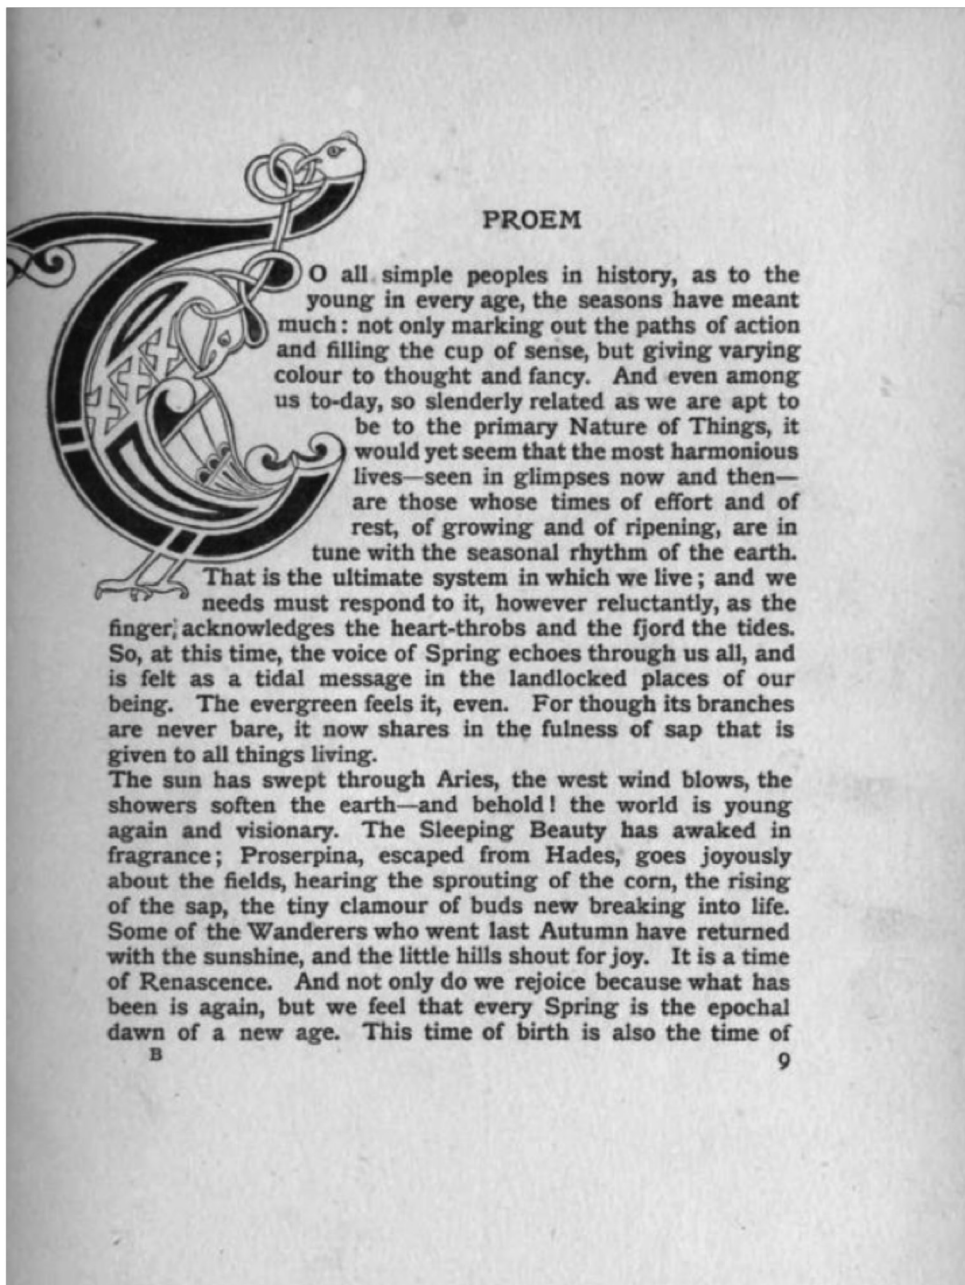 PROEM
TO all simple peoples in history, as to the
young in every age, the seasons have meant
much: not only marking out the paths of action
and filling the cup of sense, but giving varying
colour to thought and fancy. And even among
us to-day, so slenderly related as we are apt to
be to the primary Nature of Things, it
would yet seem that the most harmonious
lives—seen in glimpses now and then—
are those whose times of effort and of
rest, of growing and of ripening, are in
tune with the seasonal rhythm of the earth.
That is the ultimate system in which we live; and we
needs must respond to it, however reluctantly, as the
finger, acknowledges the heart-throbs and the fjord the tides.
So, at this time, the voice of Spring echoes through us all, and
is felt as a tidal message in the landlocked places of our
being. The evergreen feels it, even. For though its branches
are never bare, it now shares in the fulness of sap that is
given to all things living.
The sun has swept through Aries, the west wind blows, the
showers soften the earth—and behold! the world is young
again and visionary. The Sleeping Beauty has awaked in
fragrance; Proserpina, escaped from Hades, goes joyously
about the fields, hearing the sprouting of the corn, the rising
of the sap, the tiny clamour of buds new breaking into life.
Some of the Wanderers who went last Autumn have returned
with the sunshine, and the little hills shout for joy. It is a time
of Renascence. And not only do we rejoice because what has
been is again, but we feel that every Spring is the epochal
dawn of a new age. This time of birth is also the time of
B 9